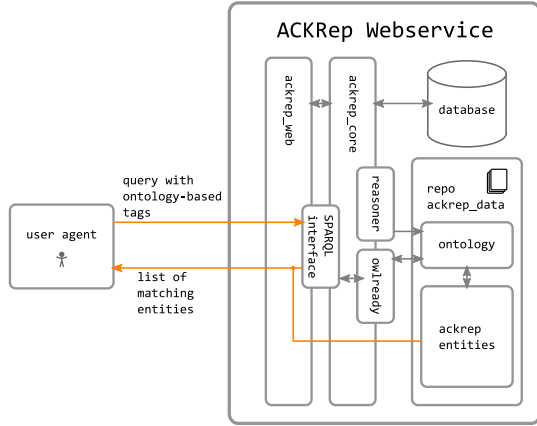 ACKRep Webservice
ackrep_web
ackrep_core
database
query with
ontology-based
tags
reasoner
repo
ackrep_data
user agent
SPARQL
interface
ontology
list of
matching
entities
owlready
ackrep
entities